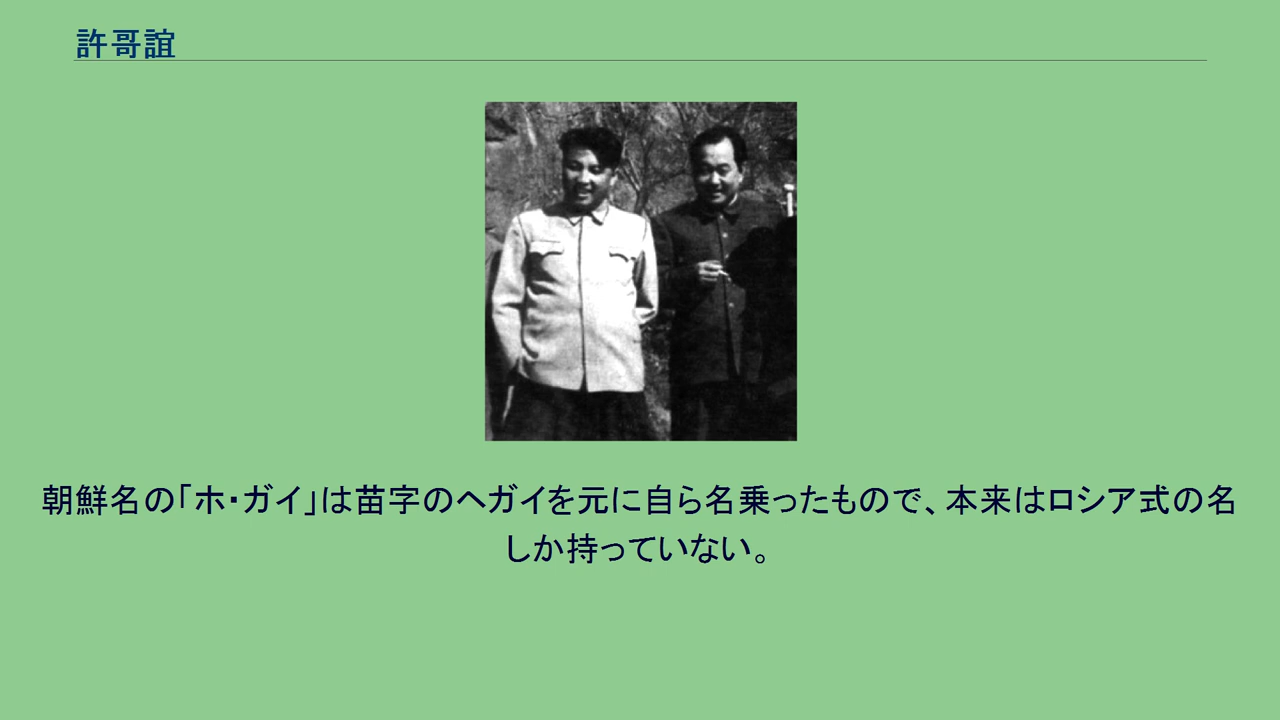 許哥誼
朝鮮名の「ホ・ガイ」は苗字のヘガイを元に自ら名乗ったもので、本来はロシア式の名
しか持っていない。